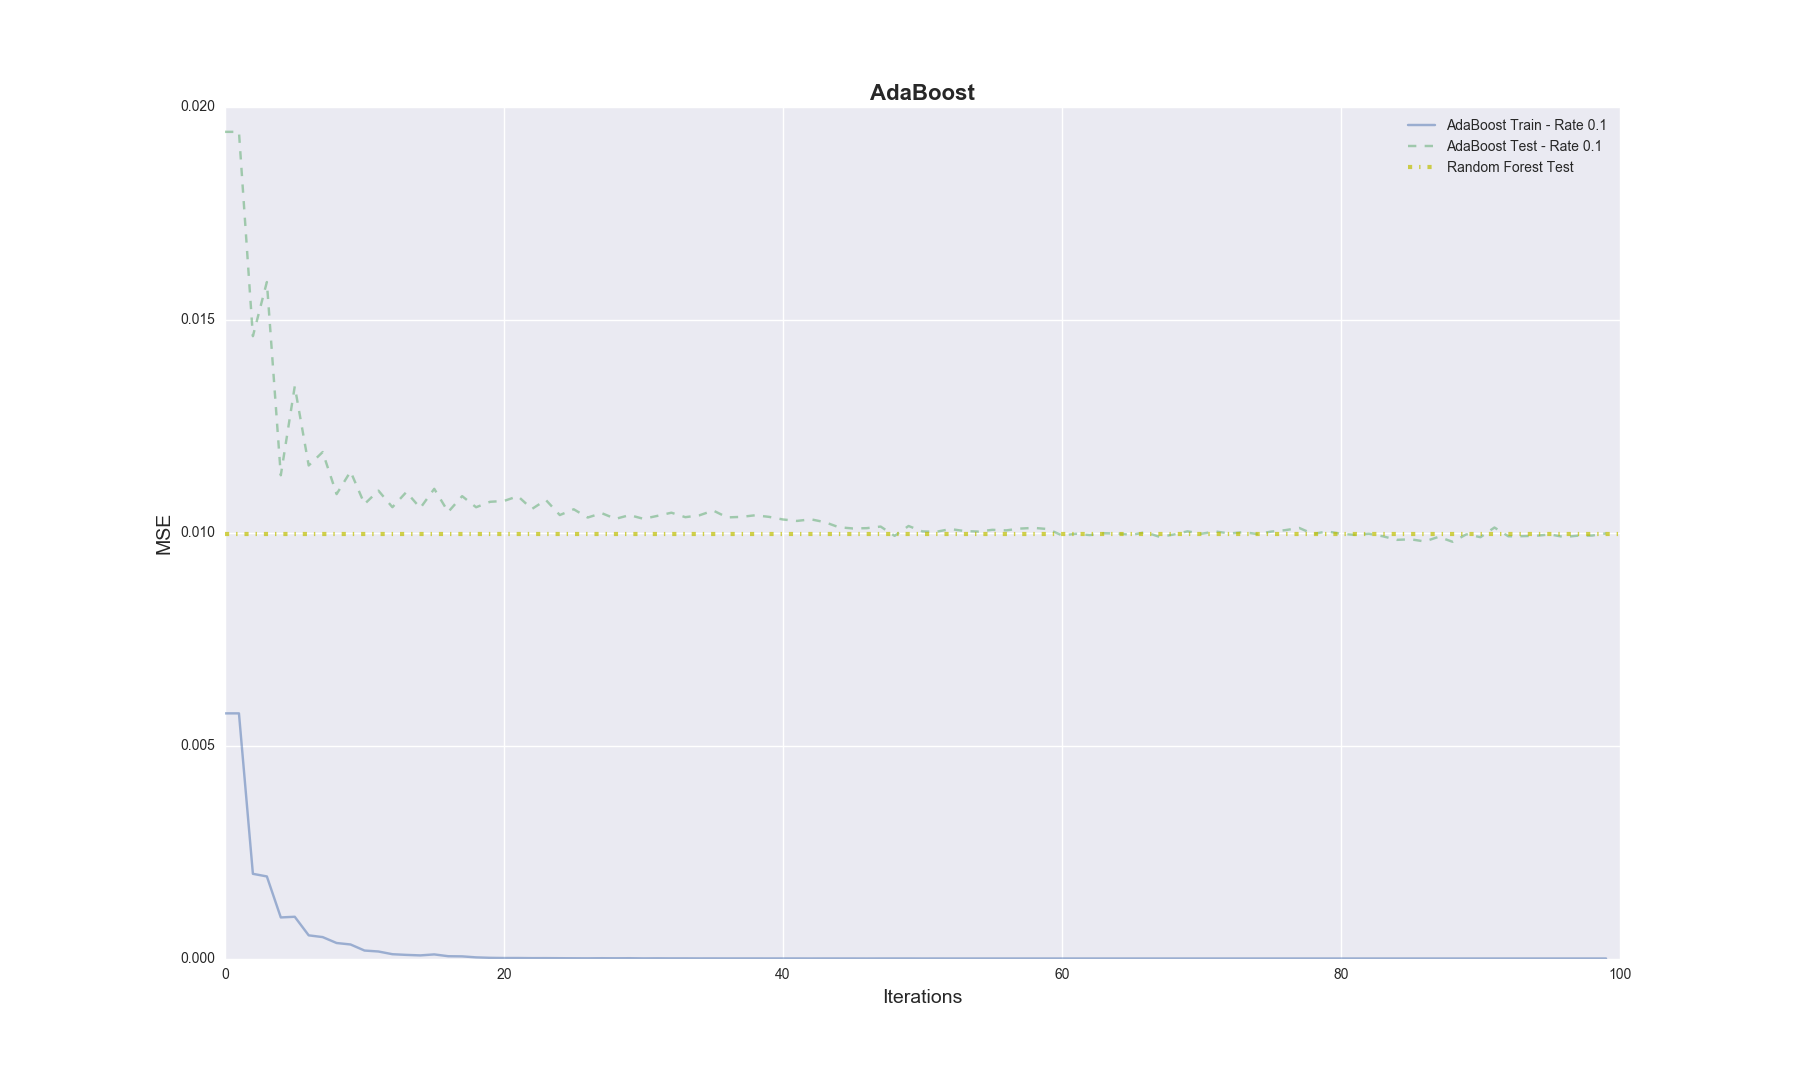 AdaBoost
AdaBoost Train - Rate 0.1
AdaBoost Test - Rate 0.1
Random Forest Test
MSE
0.020
0.015
0.010
0.005
0.000
0 20 40 60 80 100
Iterations